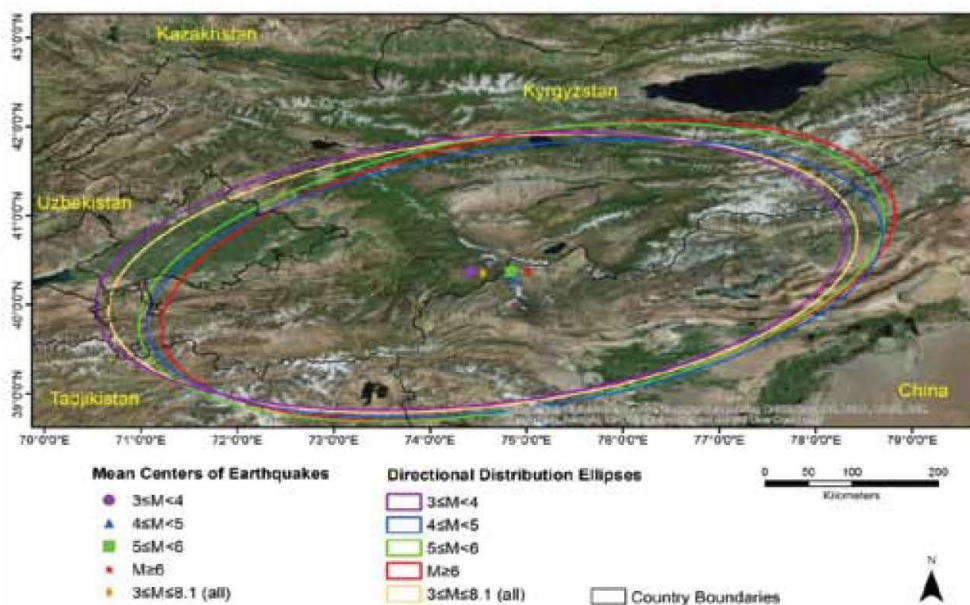 43°0'0"N
42°0'0"N
41°0'0"N
40°0'0"N
39°0'0"N
Kazakhstan
Kyrgyzstan
Uzbekistan
Tadjikistan
China
70°0'0"E 71°0'0"E 72°0'0"E 73°0'0"E 74°0'0"E 75°0'0"E 76°0'0"E 77°0'0"E 78°0'0"E 79°0'0"E
Mean Centers of Earthquakes
3≤M<4
4≤M<5
5≤M<6
M≥6
3≤M≤8.1 (all)
Directional Distribution Ellipses
3≤M<4
4≤M<5
5≤M<6
M≥6
3≤M≤8.1 (all)
Country Boundaries
0 50 100 200
Kilometers
N